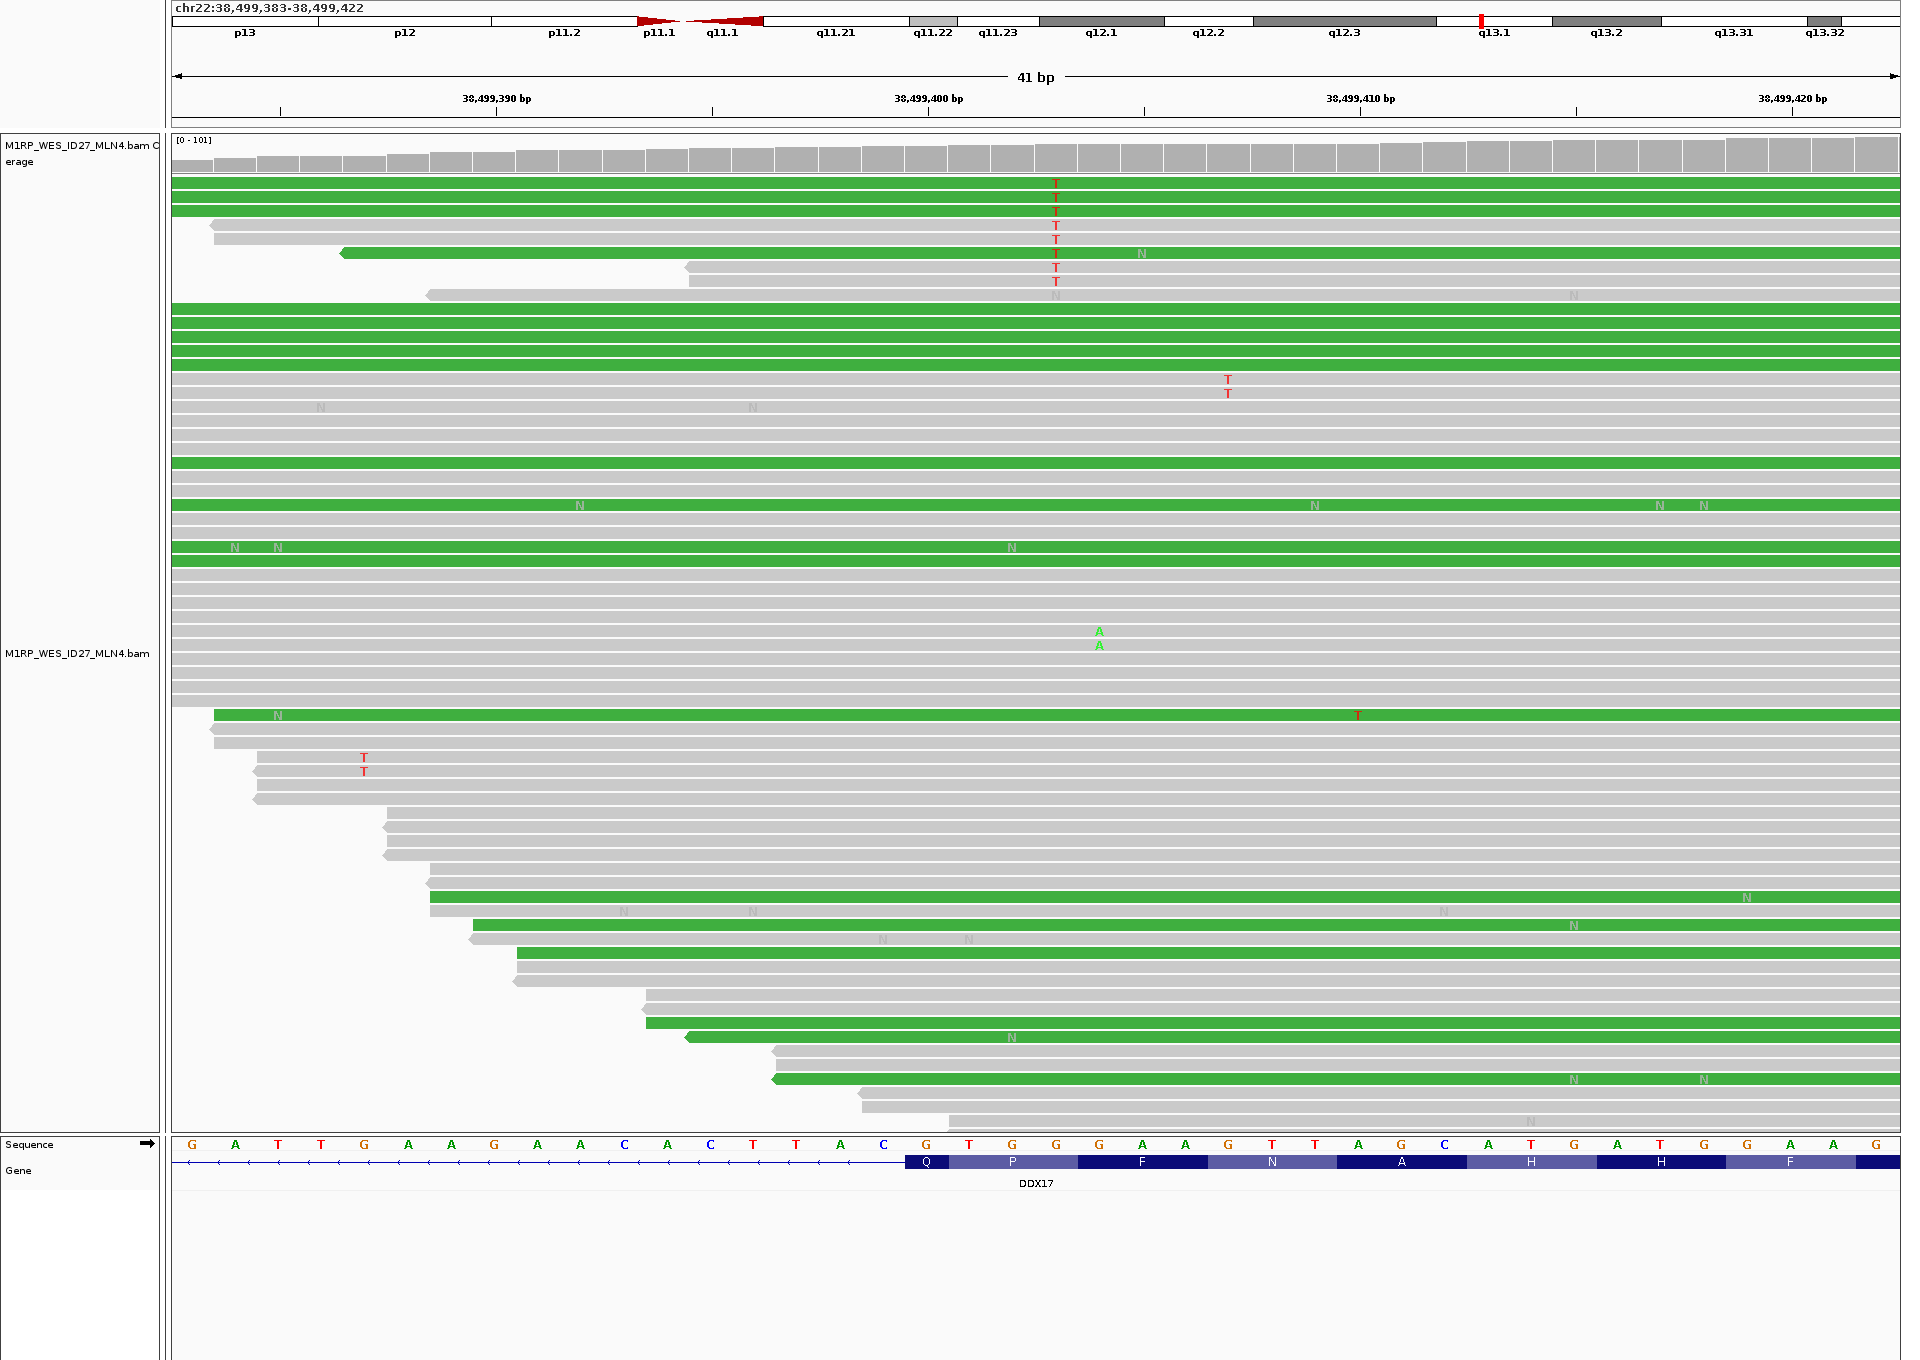 chr22:38,499,383-38,499,422
p13 p12 p11.2 p11.1 q11.1 q11.21 q11.22 q11.23 q12.1 q12.2 q12.3 q13.1 q13.2 q13.31 q13.32
41 bp
38,499,390 bp 38,499,400 bp 38,499,410 bp 38,499,420 bp
M1RP_WES_ID27_MLN4.bam C
erage
[0 - 101]
T
T
T
T
T
T N
T
T
N N
T
T
N N
N N N N
N N N
A
A
M1RP_WES_ID27_MLN4.bam
N T
T
T
N
N N N
N
N N
N
N N
N
Sequence G A T T G A A G A A C A C T T A C G T G G G A A G T T A G C A T G A T G G A A G
Gene Q P F N A H H F
DDX17